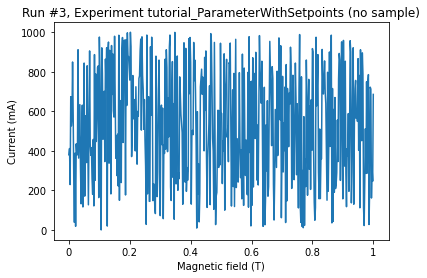 Run #3, Experiment tutorial_ParameterWithSetpoints (no sample)
1000
800
600
400
200
0
Current (mA)
0 0.2 0.4 0.6 0.8 1
Magnetic field (T)